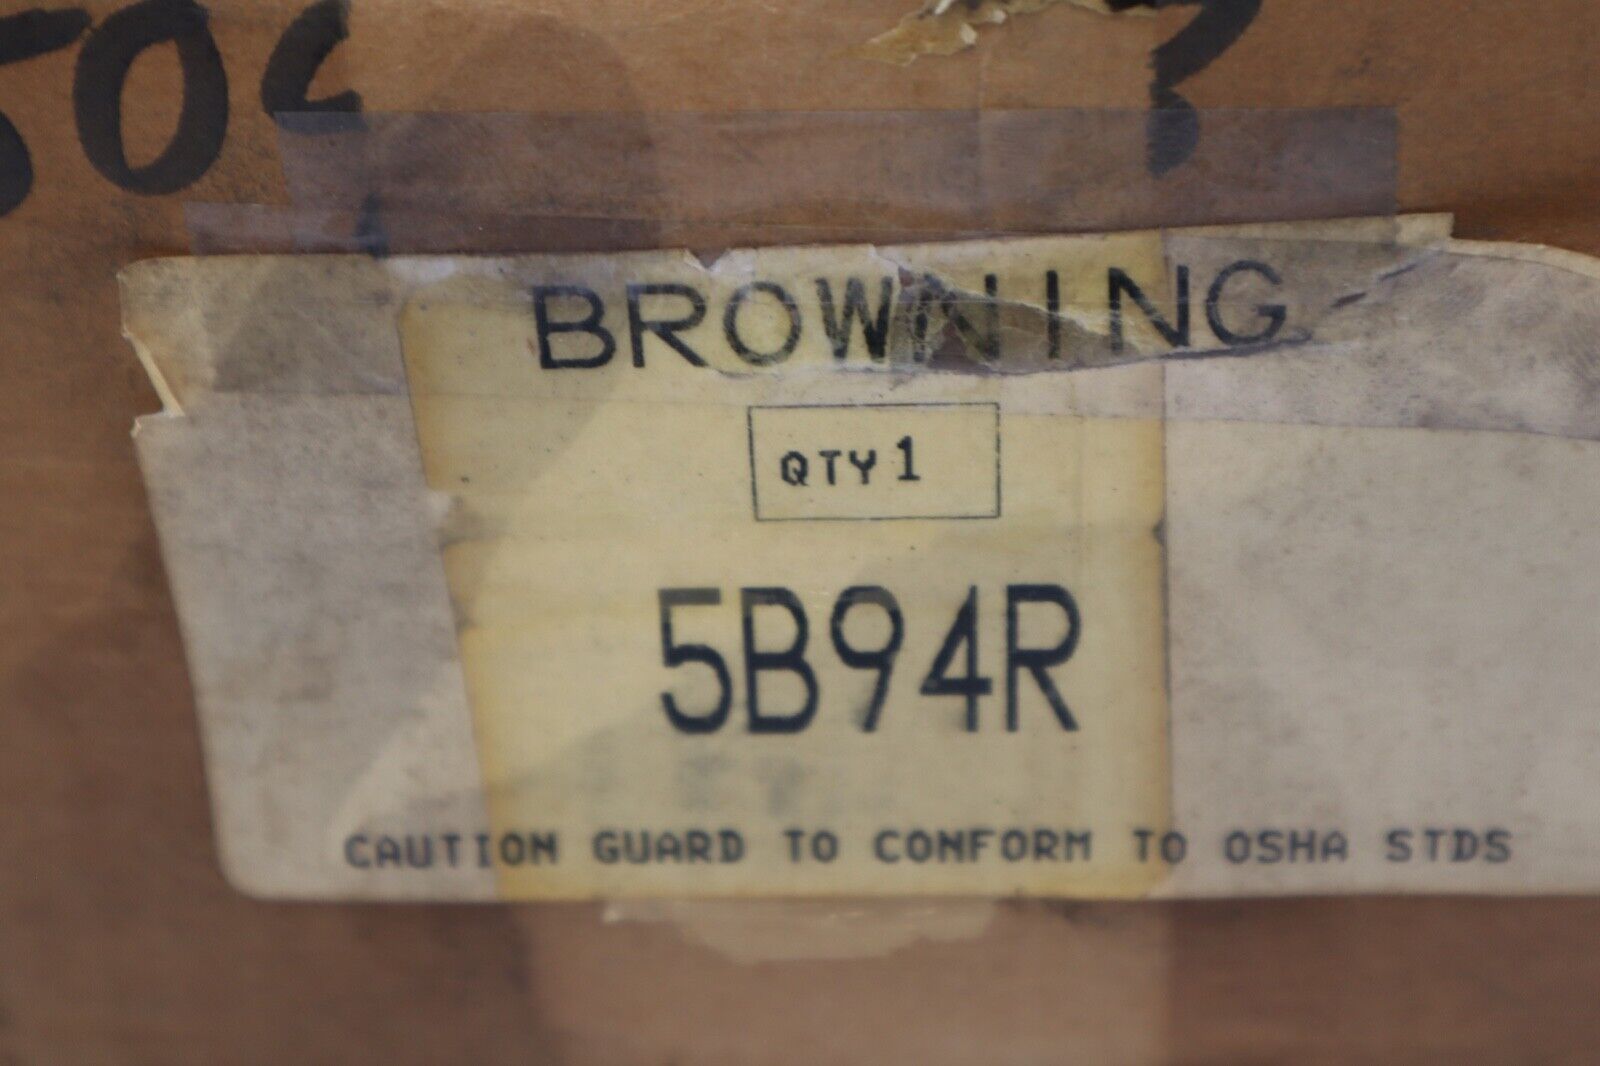 BROWNING
QTY 1
5B94R
CAUTION GUARD TO CONFORM TO OSHA STDS